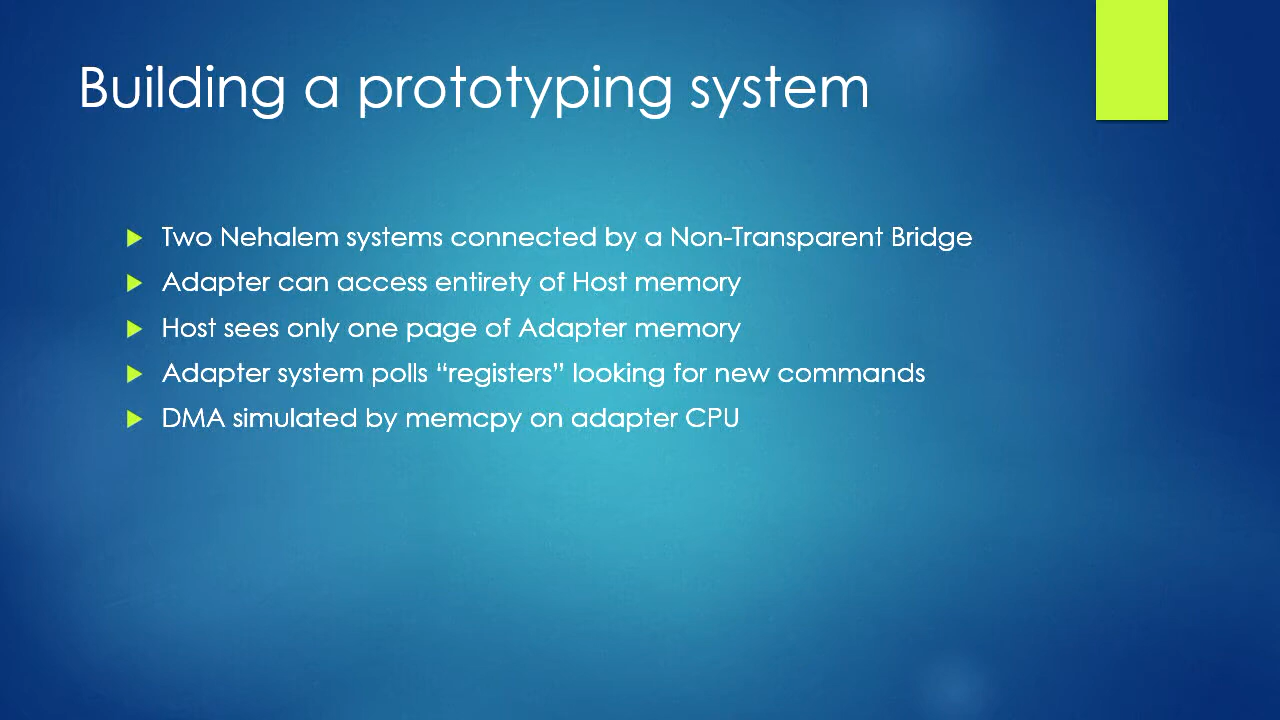 Building a prototyping system
Two Nehalem systems connected by a Non-Transparent Bridge
Adapter can access entirety of Host memory
Host sees only one page of Adapter memory
Adapter system polls “registers” looking for new commands
DMA simulated by memcpy on adapter CPU